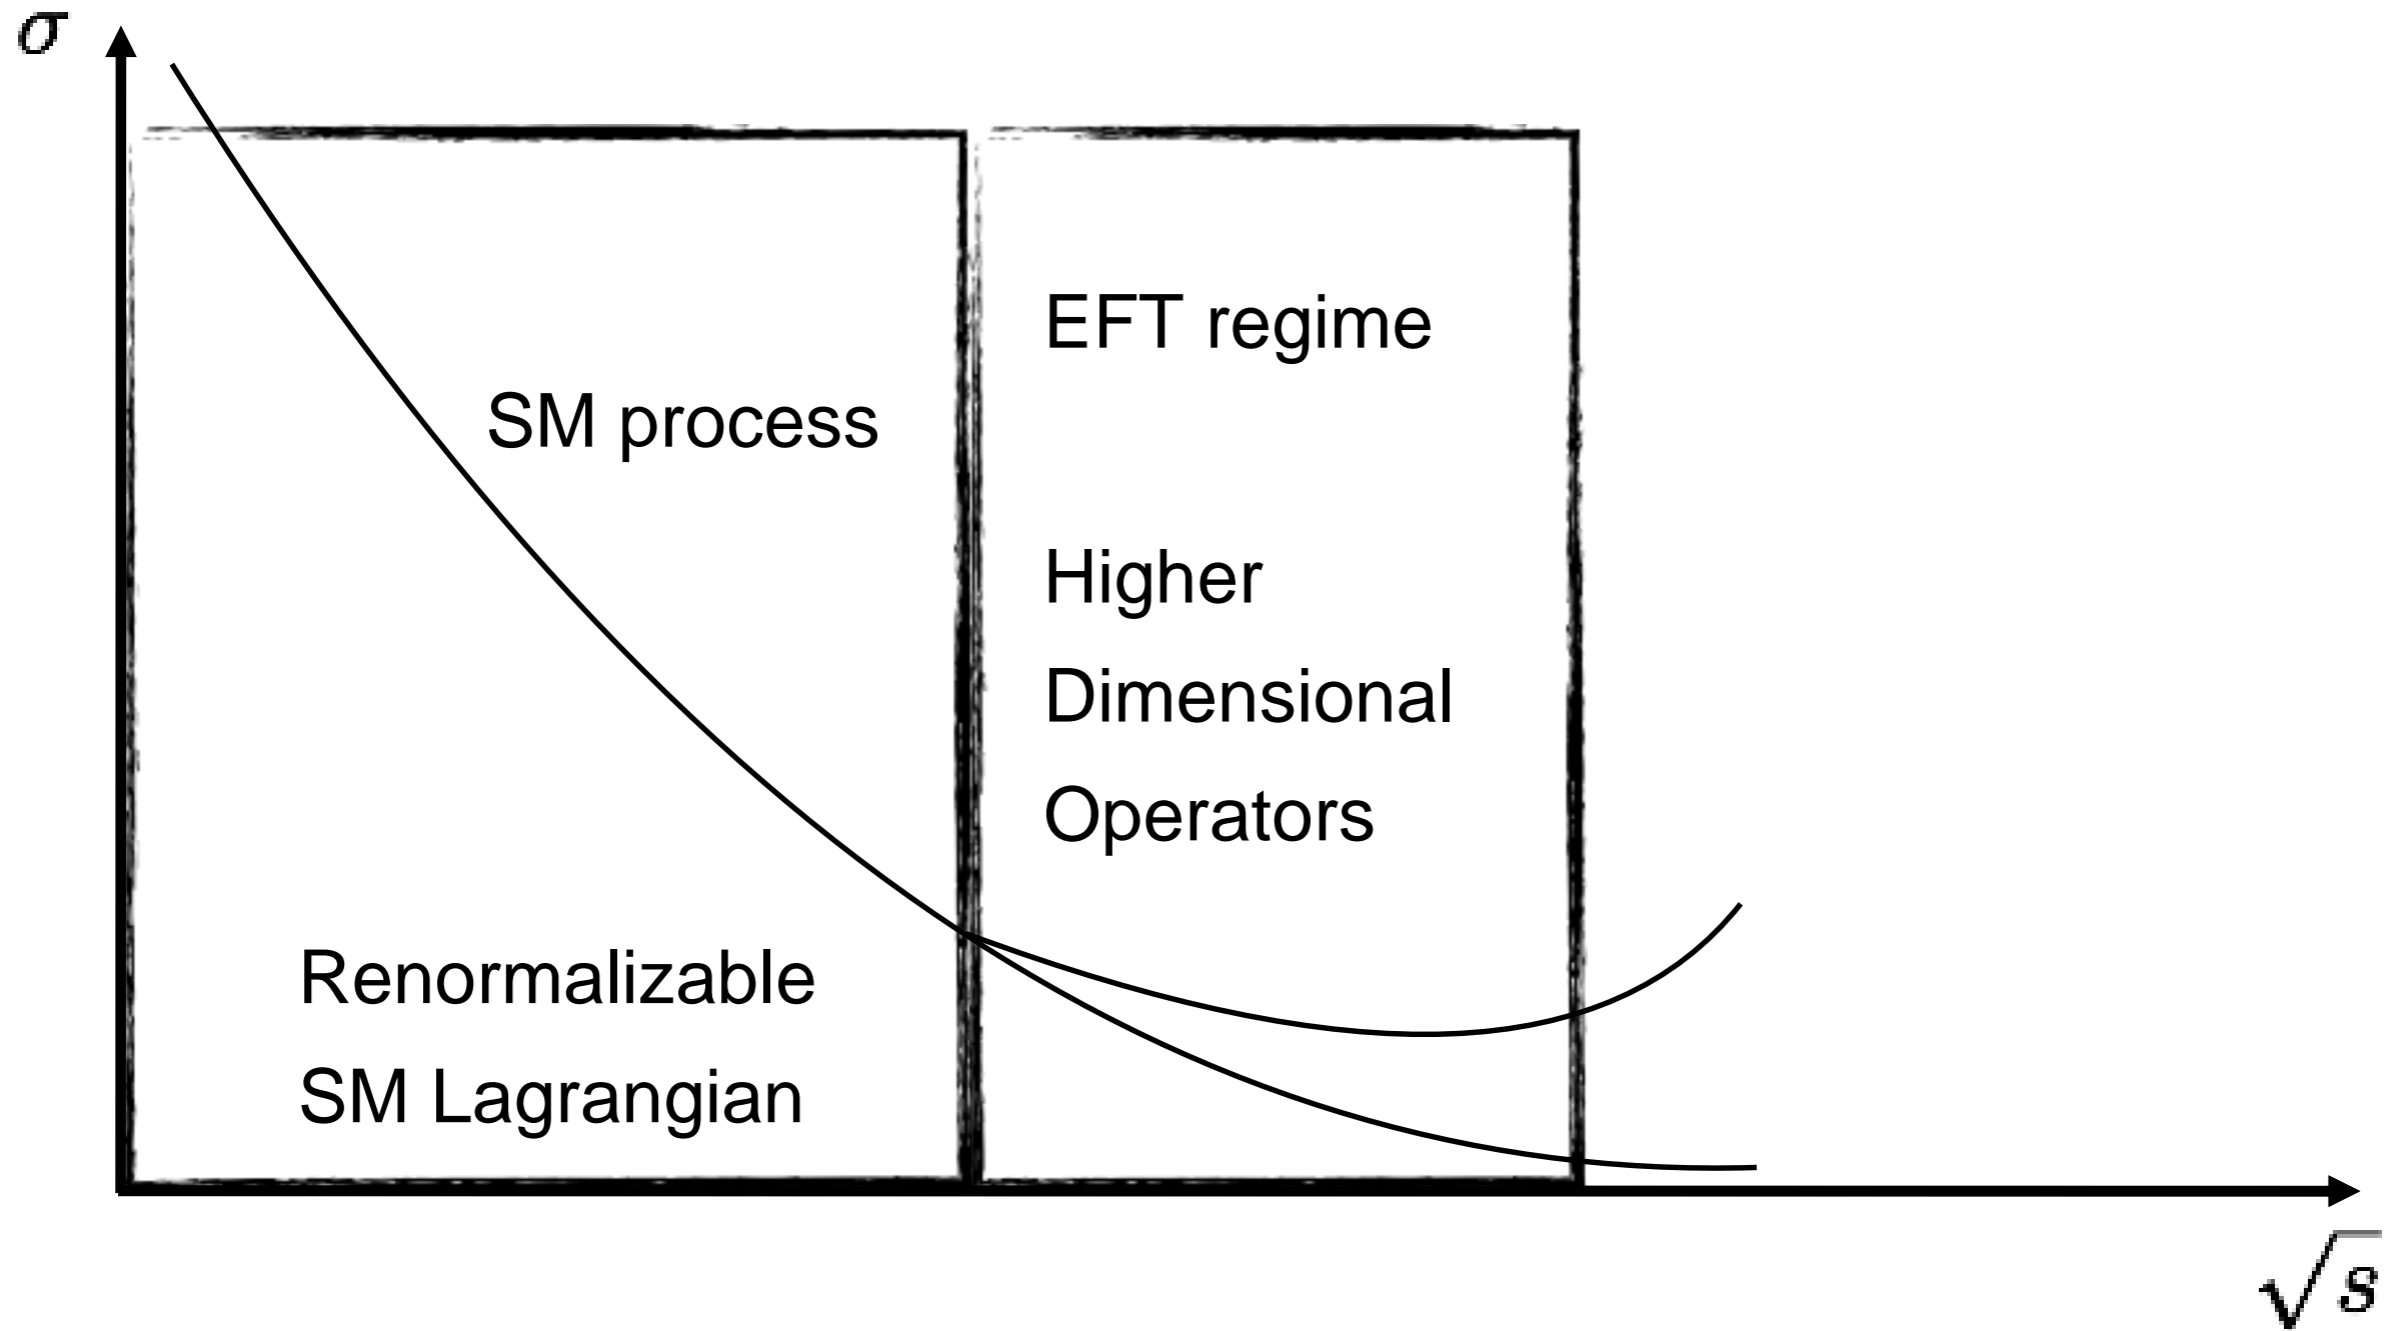 σ
EFT regime
SM process
Higher
Dimensional
Operators
Renormalizable
SM Lagrangian
√s